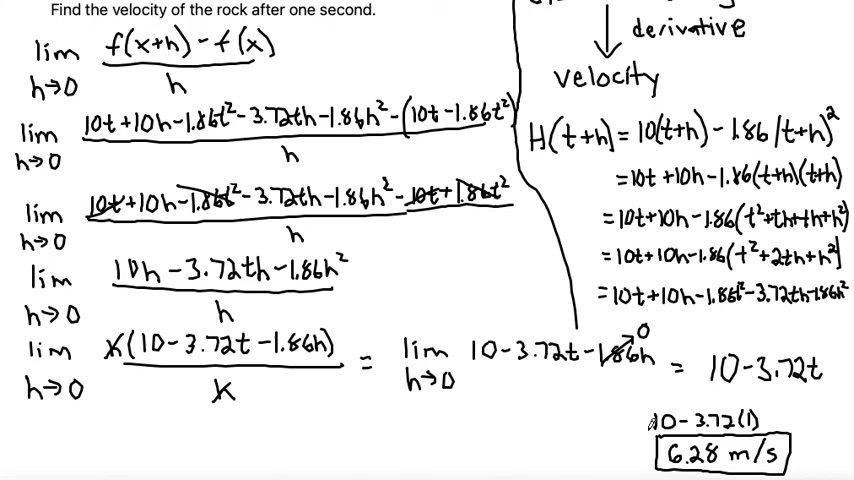 Find the velocity of the rock after one second.
lim h→0 f(x+h) - f(x) / h
lim h→0 10t+10h-1.86t²-3.72th-1.86h²-(10t-1.86t²) / h
lim h→0 10t+10h-1.86t²-3.72th-1.86h²-10t+1.86t² / h
lim h→0 10h-3.72th-1.86h² / h
lim h→0 h(10-3.72t-1.86h) / h = lim h→0 10-3.72t-1.86h 0 = 10-3.72t
derivative
velocity
H(t+h)=10(t+h)-1.86(t+h)²
=10t+10h-1.86(t+h)(t+h)
=10t+10h-1.86(t²+th+th+h²)
=10t+10h-1.86(t²+2th+h²)
=10t+10h-1.86t²-3.72th-1.86h²
10-3.72(1)
6.28 m/s